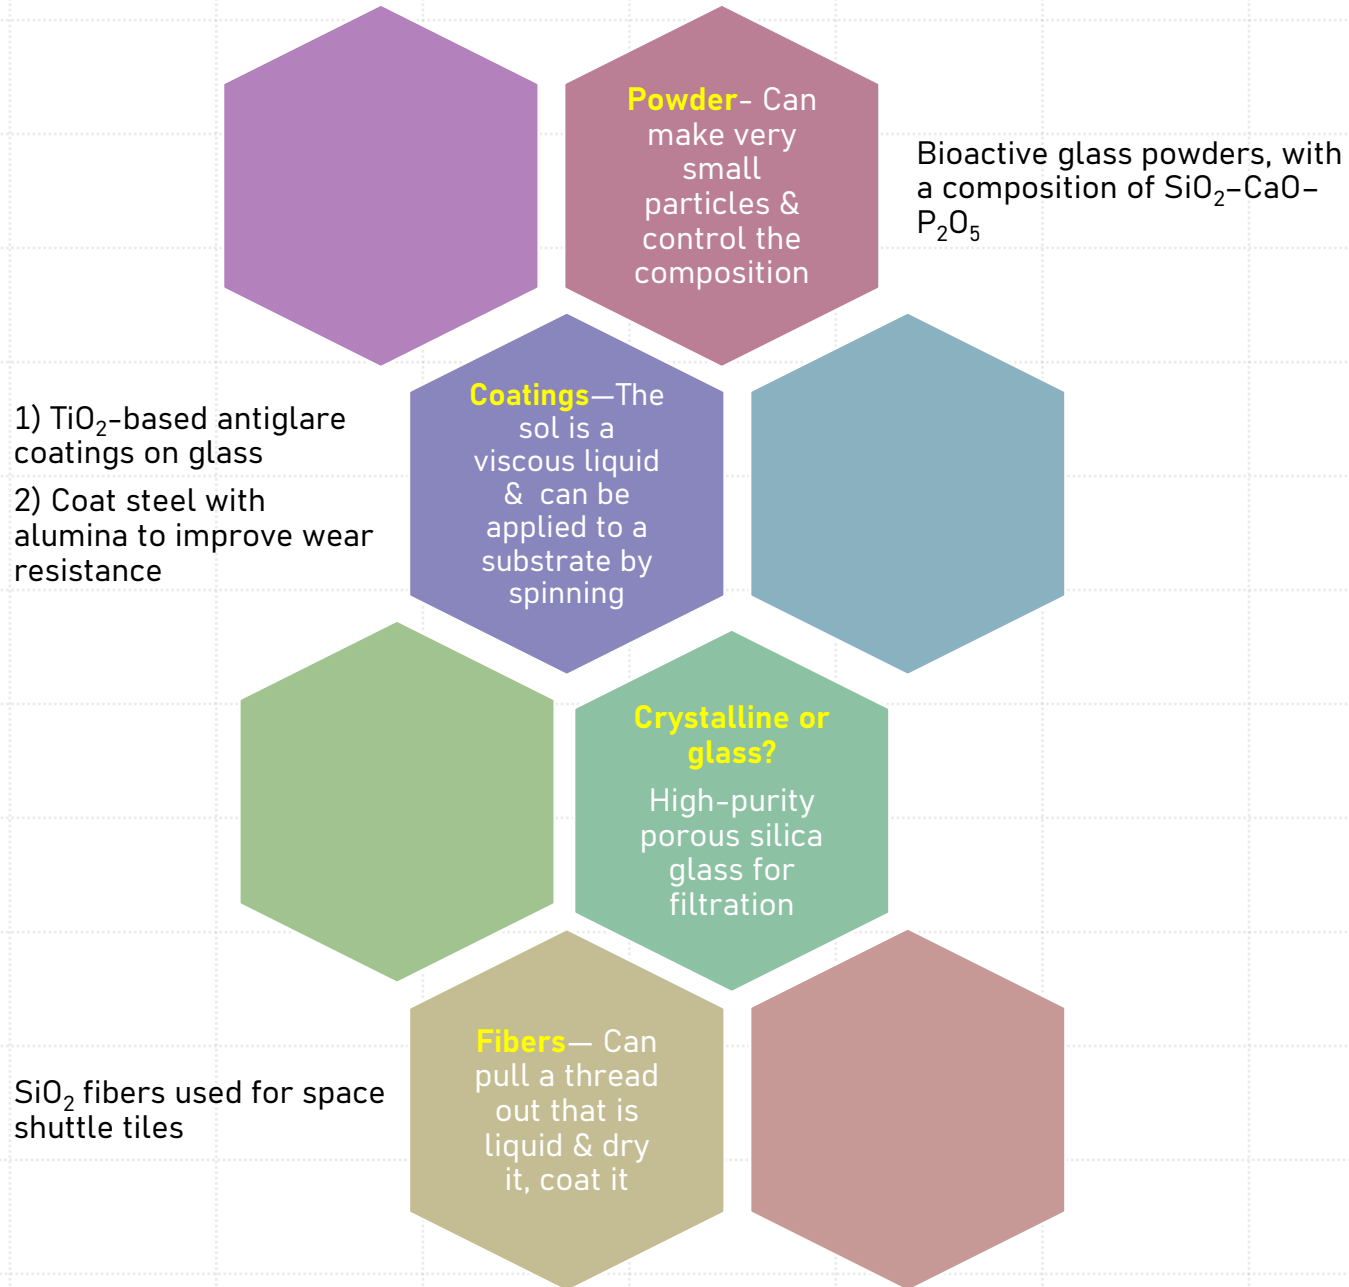 Powder- Can
make very
small
particles &
control the
composition
Bioactive glass powders, with
a composition of SiO₂-CaO-
P₂O₅
Coatings—The
sol is a
viscous liquid
& can be
applied to a
substrate by
spinning
1) TiO₂-based antiglare
coatings on glass
2) Coat steel with
alumina to improve wear
resistance
Crystalline or
glass?
High-purity
porous silica
glass for
filtration
Fibers— Can
pull a thread
out that is
liquid & dry
it, coat it
SiO₂ fibers used for space
shuttle tiles